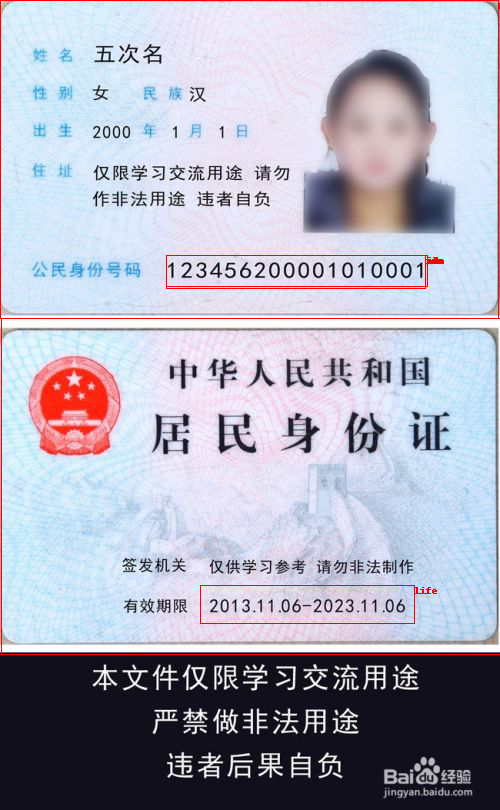 姓 名 五次名
性 别 女 民 族 汉
出 生 2000 年 1 月 1 日
住 址 仅限学习交流用途 请勿
作非法用途 违者自负
公民身份号码 123456200001010001
中华人民共和国
居民身份证
签发机关 仅供学习参考 请勿非法制作
life
有效期限 2013.11.06-2023.11.06
本文件仅限学习交流用途
严禁做非法用途
违者后果自负
Baidu经验
jingyan.baidu.com